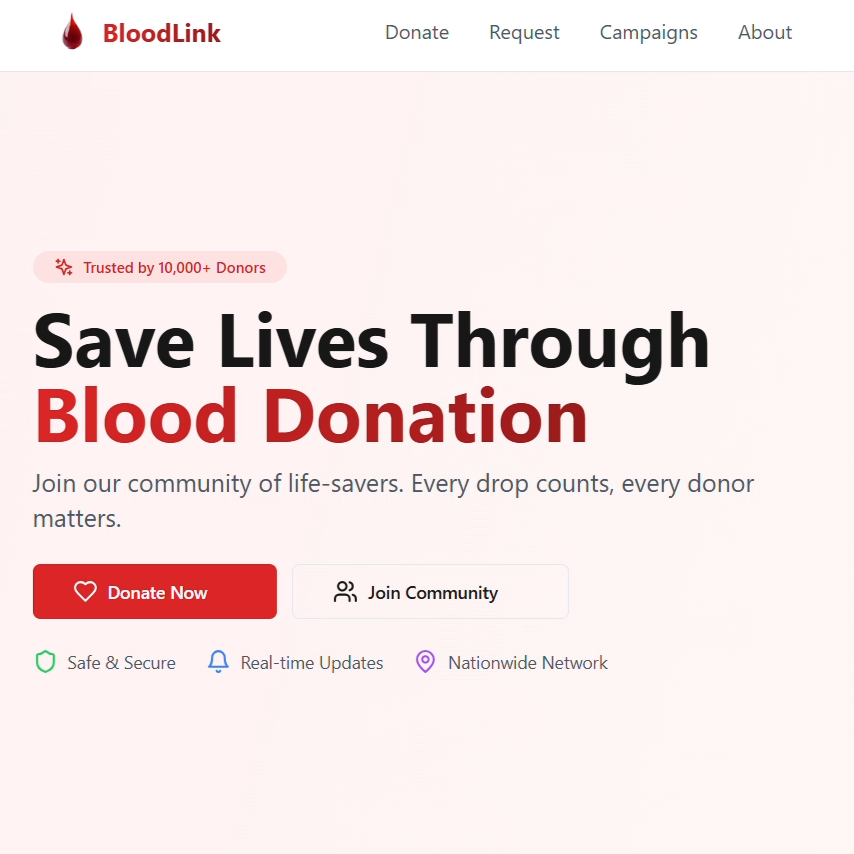 BloodLink
Donate Request Campaigns About
Trusted by 10,000+ Donors
Save Lives Through
Blood Donation
Join our community of life-savers. Every drop counts, every donor
matters.
Donate Now Join Community
Safe & Secure Real-time Updates Nationwide Network